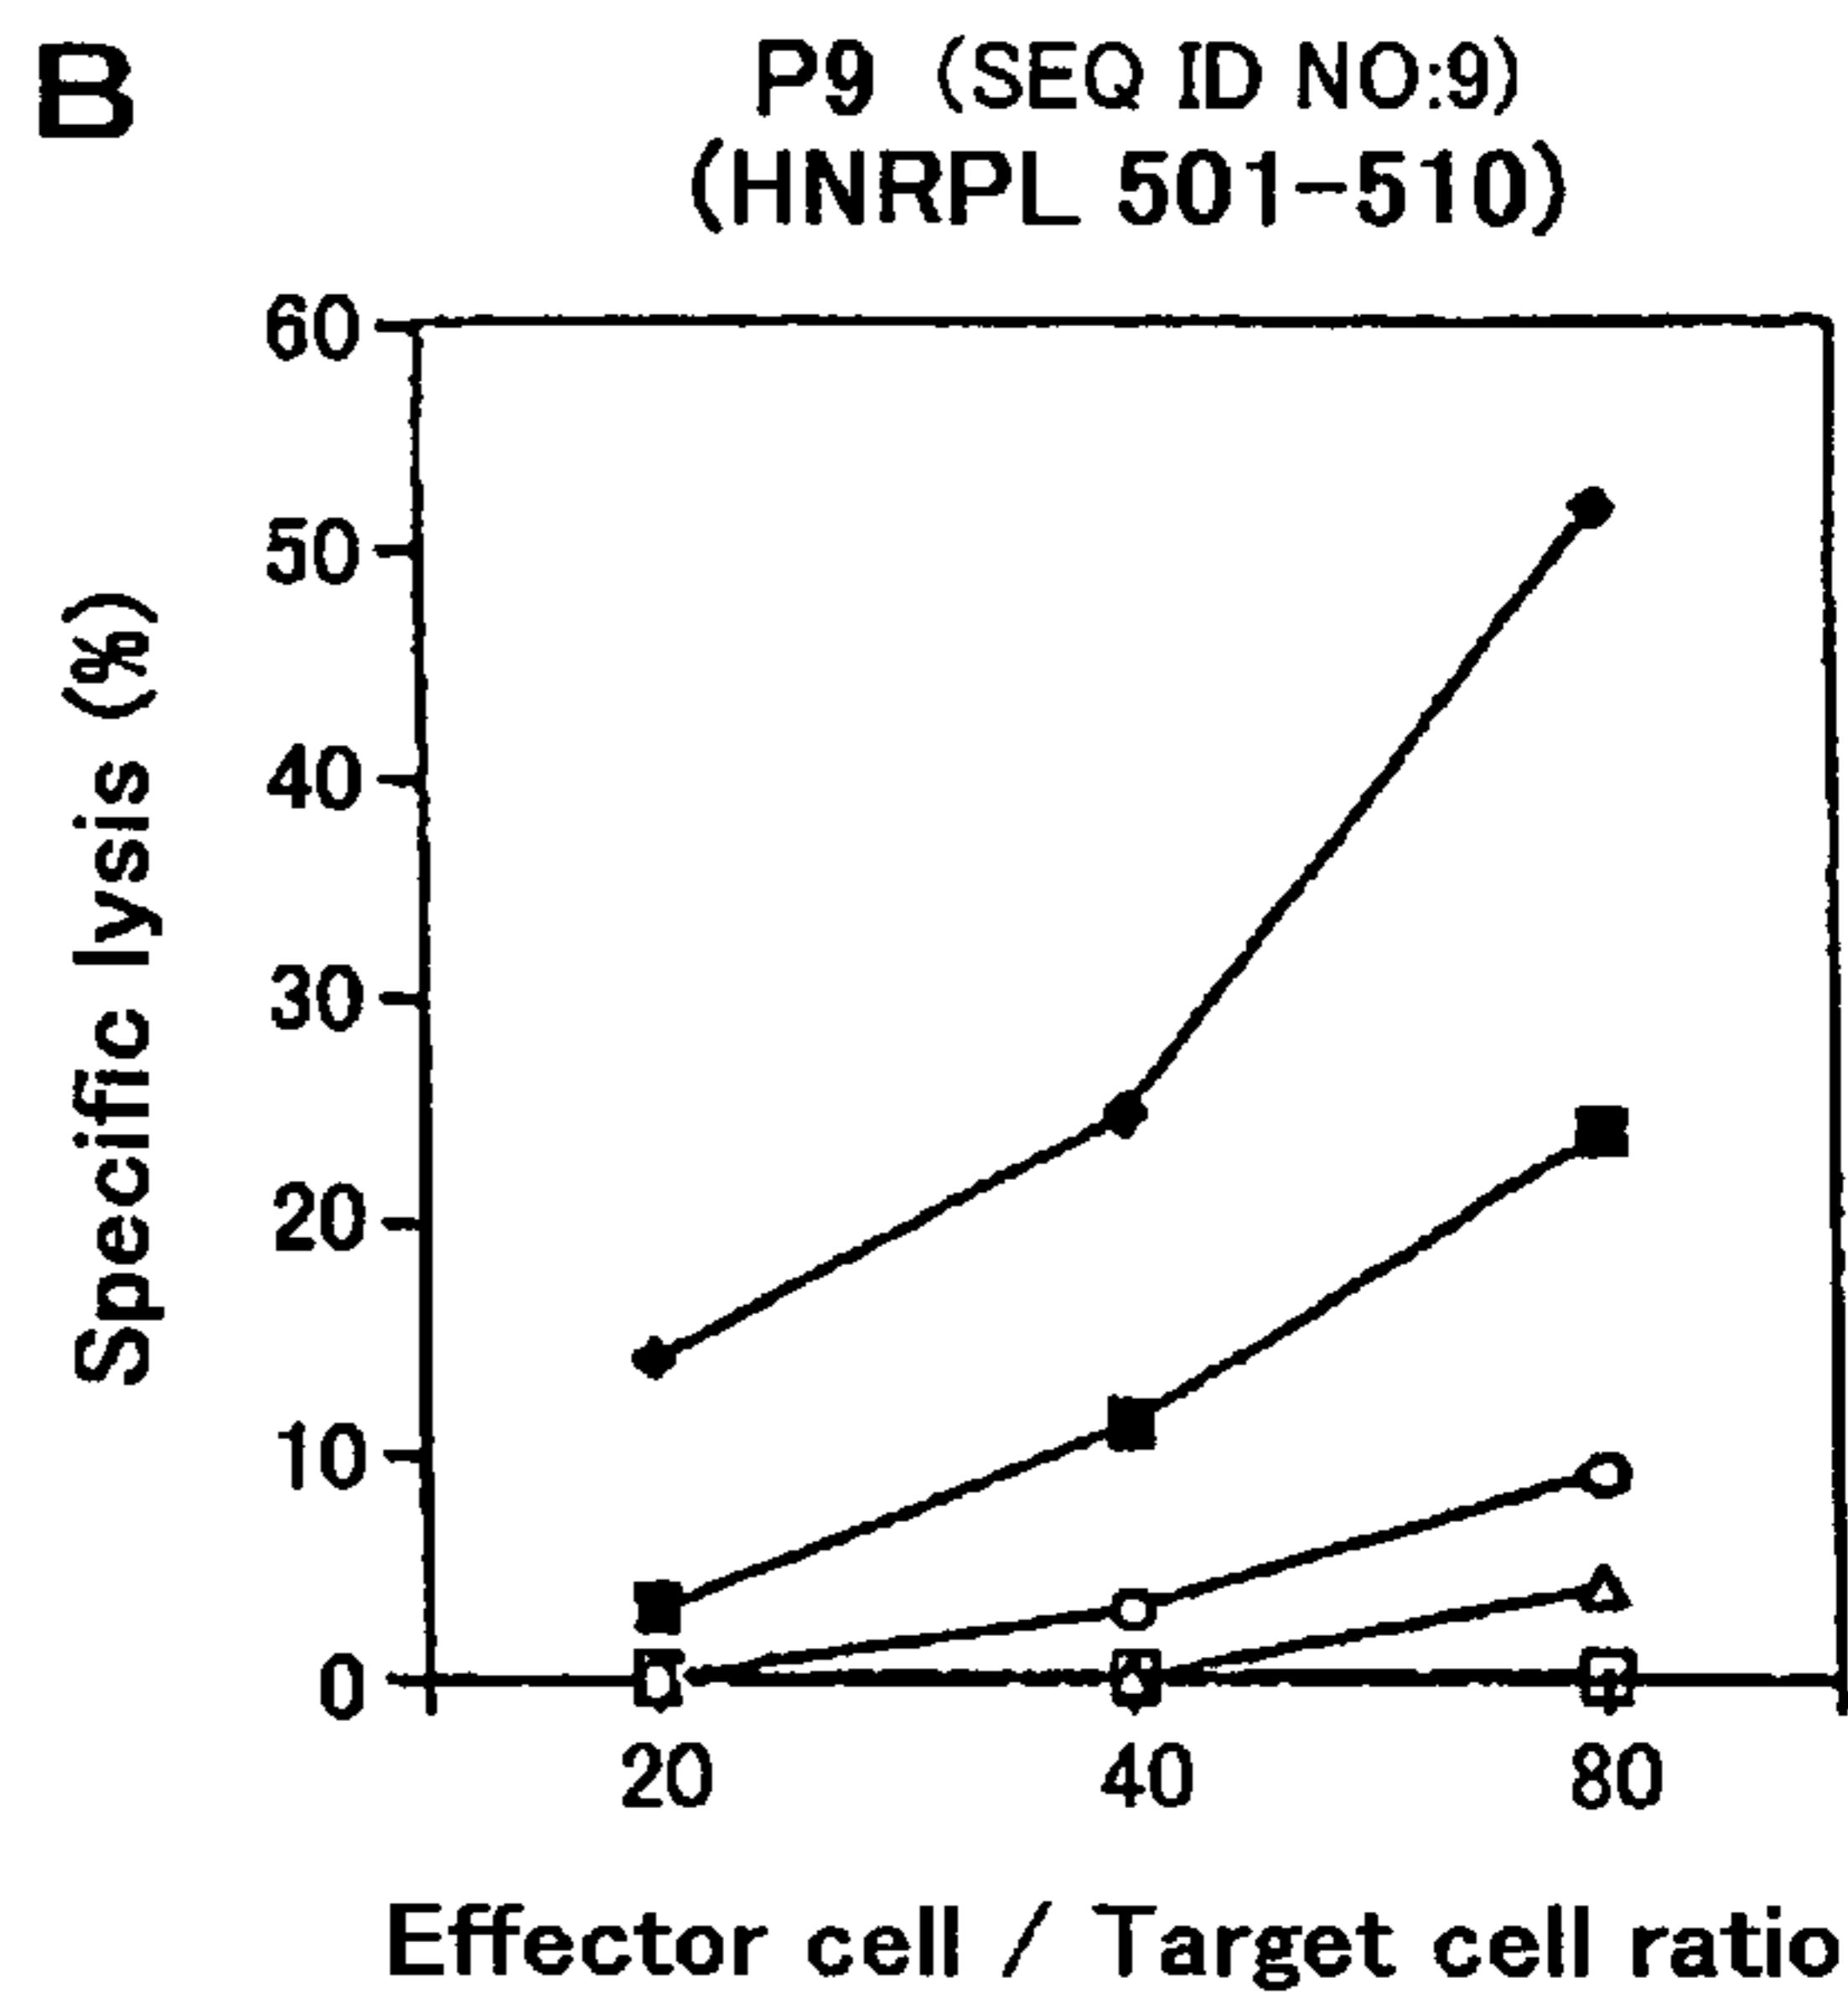 B
P9 (SEQ ID NO:9)
(HNRPL 501-510)
60
50
40
30
20
10
0
Specific lysis (%)
20 40 80
Effector cell / Target cell ratio